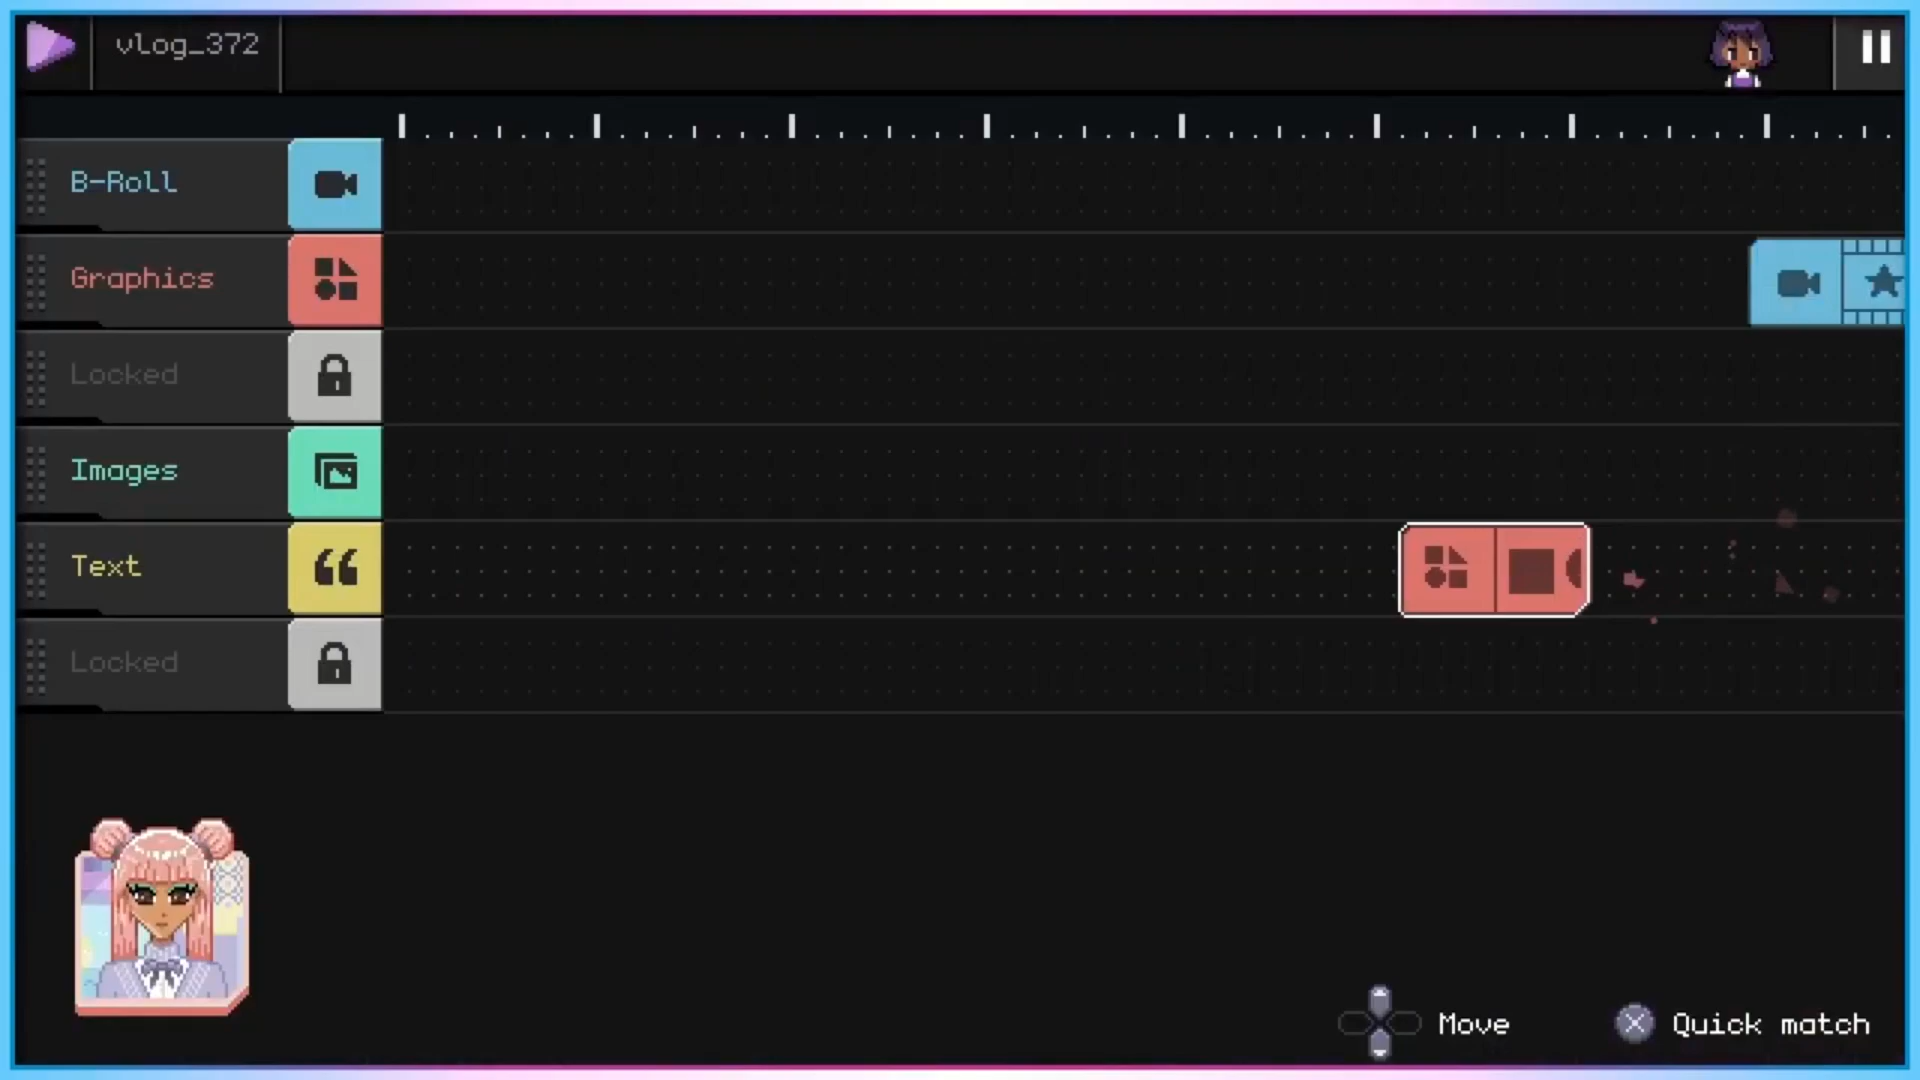 vlog_372
B-Roll
Graphics
Locked
Images
Text
Locked
Move
Quick match